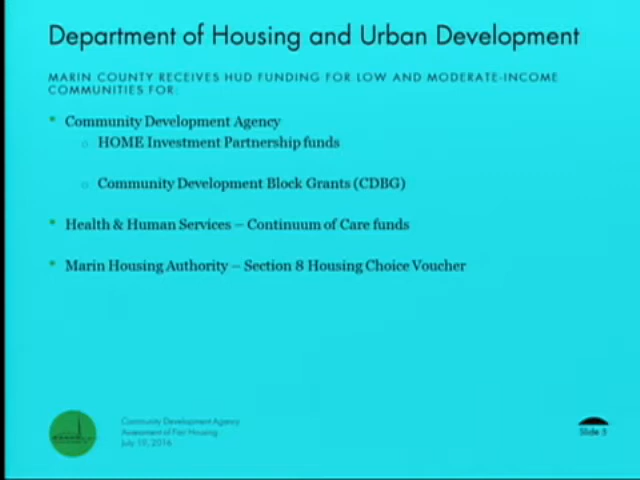 Department of Housing and Urban Development
MARIN COUNTY RECEIVES HUD FUNDING FOR LOW AND MODERATE-INCOME
COMMUNITIES FOR:
• Community Development Agency
○ HOME Investment Partnership funds
○ Community Development Block Grants (CDBG)
• Health & Human Services – Continuum of Care funds
• Marin Housing Authority – Section 8 Housing Choice Voucher
Community Development Agency
Assessment of Fair Housing
July 19, 2016
Slide 3